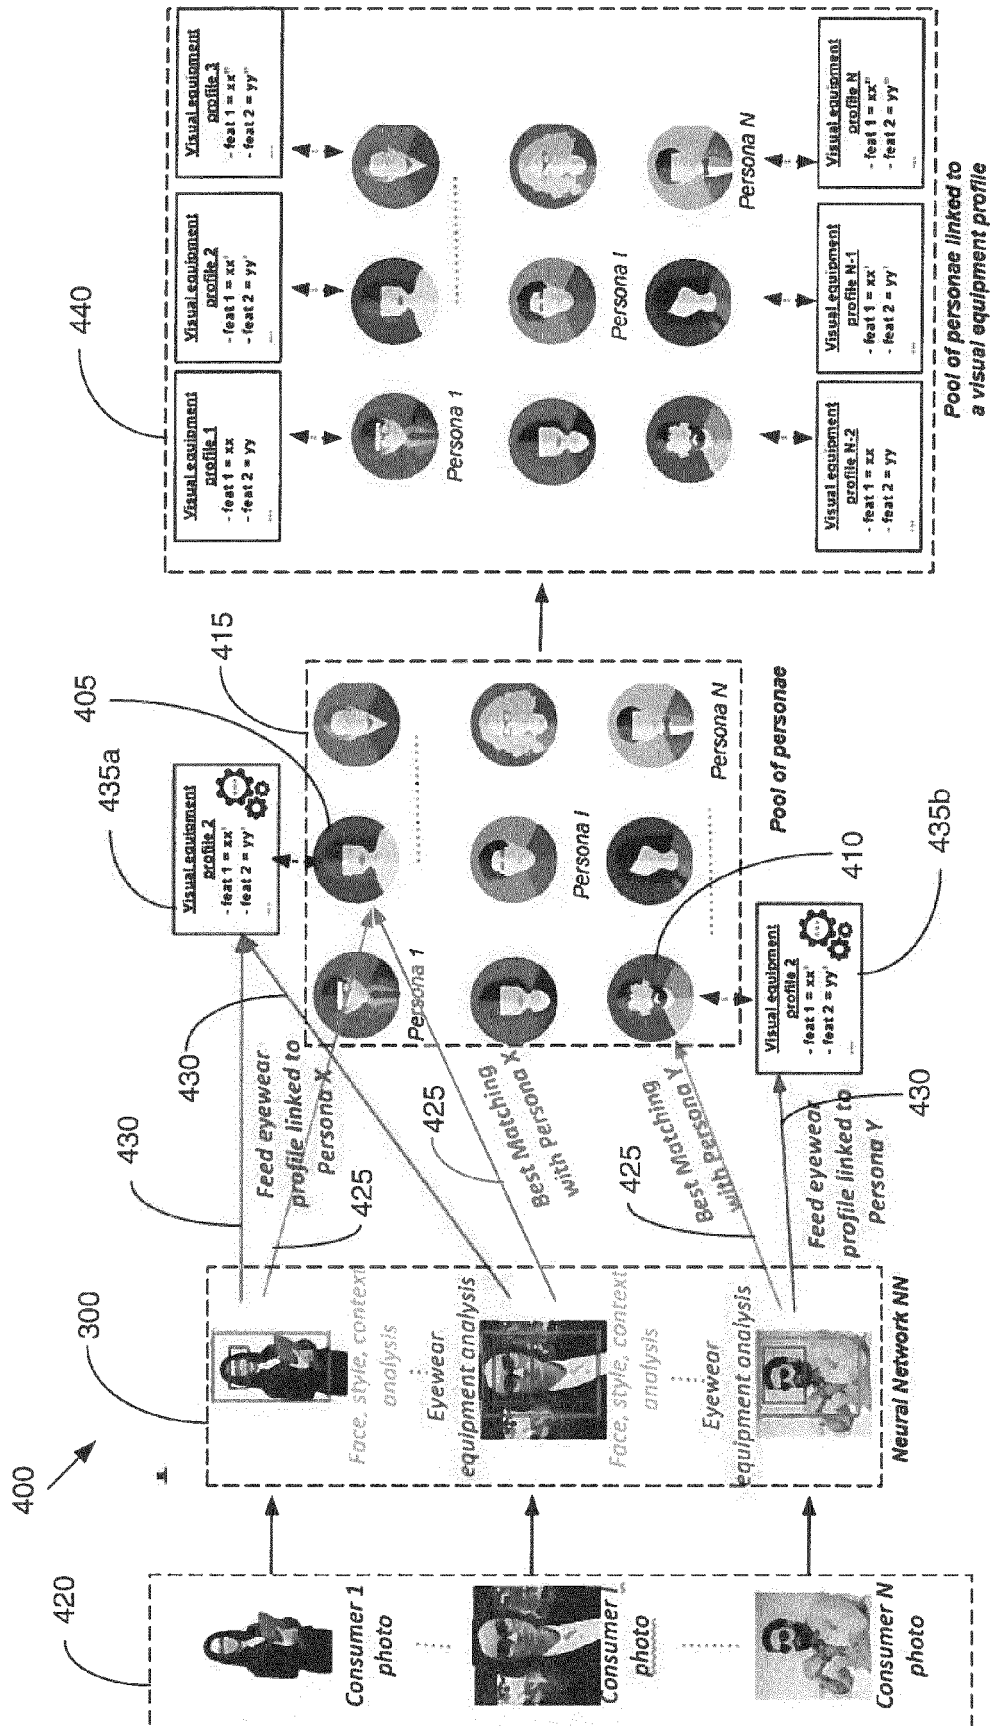 400
420
Consumer 1
photo
Consumer I
photo
Consumer N
photo
300
Face, style, context
analysis
Eyewear
equipment analysis
Face, style, context
analysis
Eyewear
equipment analysis
Neural Network NN
430
Feed eyewear
profile linked to
Persona X
425
430
425
Best Matching
with persona X
425
Best Matching
with persona Y
Feed eyewear
profile linked to
Persona Y
430
435a
Visual equipment
profile 2
- feat 1 = xx'
- feat 2 = yy'
405
415
Persona 1
Persona I
Persona N
Pool of personae
410
435b
Visual equipment
profile 2
- feat 1 = xx'
- feat 2 = yy'
440
Visual equipment
profile 1
- feat 1 = xx
- feat 2 = yy
Visual equipment
profile 2
- feat 1 = xx'
- feat 2 = yy'
Visual equipment
profile 3
- feat 1 = xx"
- feat 2 = yy"
Persona 1
Persona I
Persona N
Visual equipment
profile N-2
- feat 1 = xx
- feat 2 = yy
Visual equipment
profile N-1
- feat 1 = xx'
- feat 2 = yy'
Visual equipment
profile N
- feat 1 = xx"
- feat 2 = yy"
Pool of personae linked to
a visual equipment profile